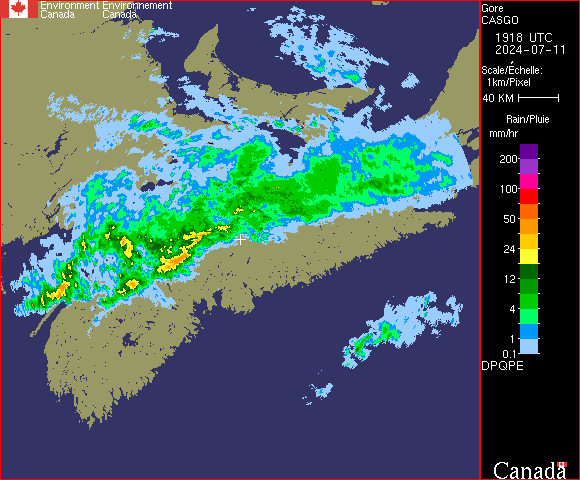 Environment Environnement
Canada Canada
Gore
CASGO
1918 UTC
2024-07-11
Scale/Echelle:
1km/Pixel
40 KM
Rain/Pluie
mm/hr
200
100
50
24
12
4
1
0.1
DPQPE
Canada